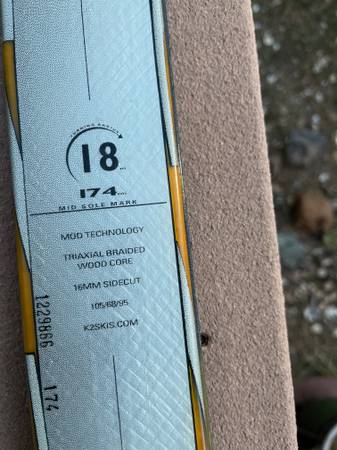 TURNING RADIUS
18 m.
174 cm.
MID SOLE MARK
MOD TECHNOLOGY
TRIAXIAL BRAIDED
WOOD CORE
16MM SIDECUT
105/68/95
K2SKIS.COM
1229866 174